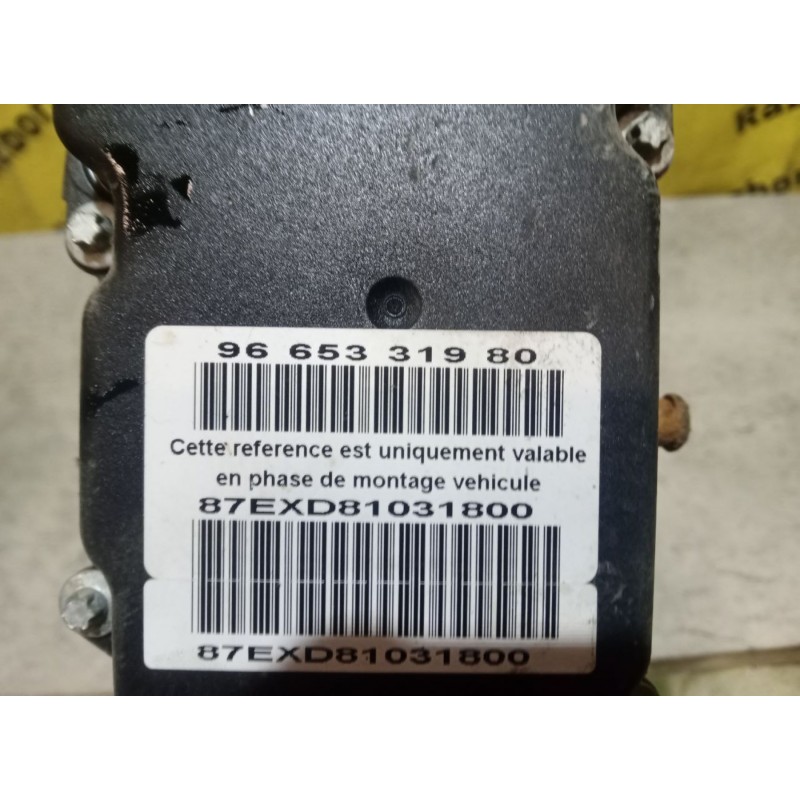 96 653 319 80
Cette reference est uniquement valable
en phase de montage vehicule
87EXD81031800
87EXD81031800